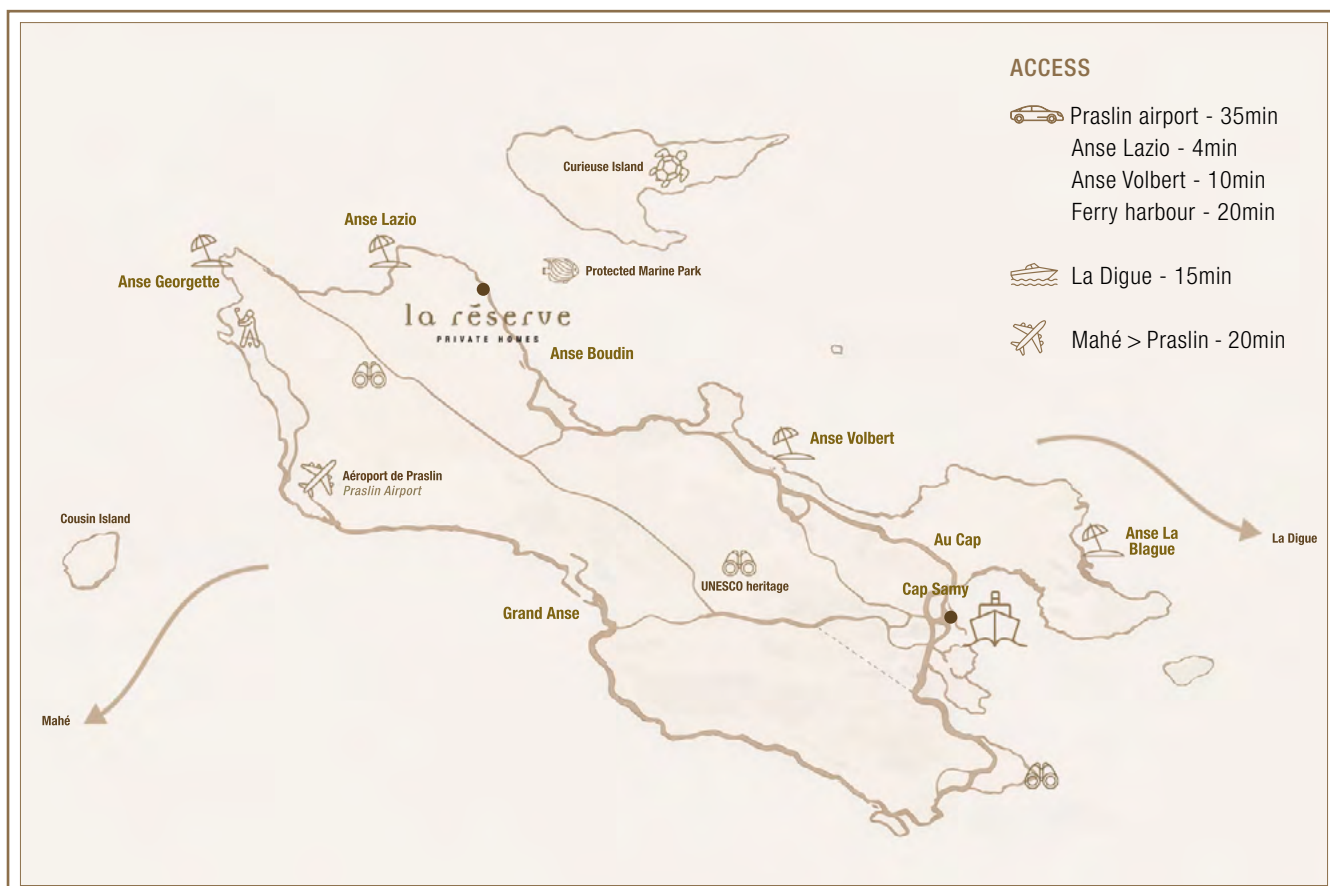 ACCESS
Praslin airport - 35min
Anse Lazio - 4min
Anse Volbert - 10min
Ferry harbour - 20min
La Digue - 15min
Mahé > Praslin - 20min
Curieuse Island
Anse Lazio
Anse Georgette
Protected Marine Park
la réserve
PRIVATE HOMES
Anse Boudin
Anse Volbert
Aéroport de Praslin
Praslin Airport
Cousin Island
Au Cap
Anse La
Blague
La Digue
UNESCO heritage
Cap Samy
Grand Anse
Mahé